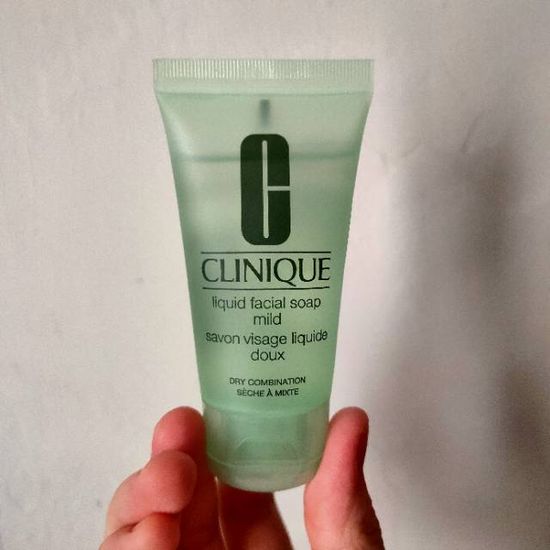 C
CLINIQUE
liquid facial soap
mild
savon visage liquide
doux
DRY COMBINATION
SÈCHE À MIXTE